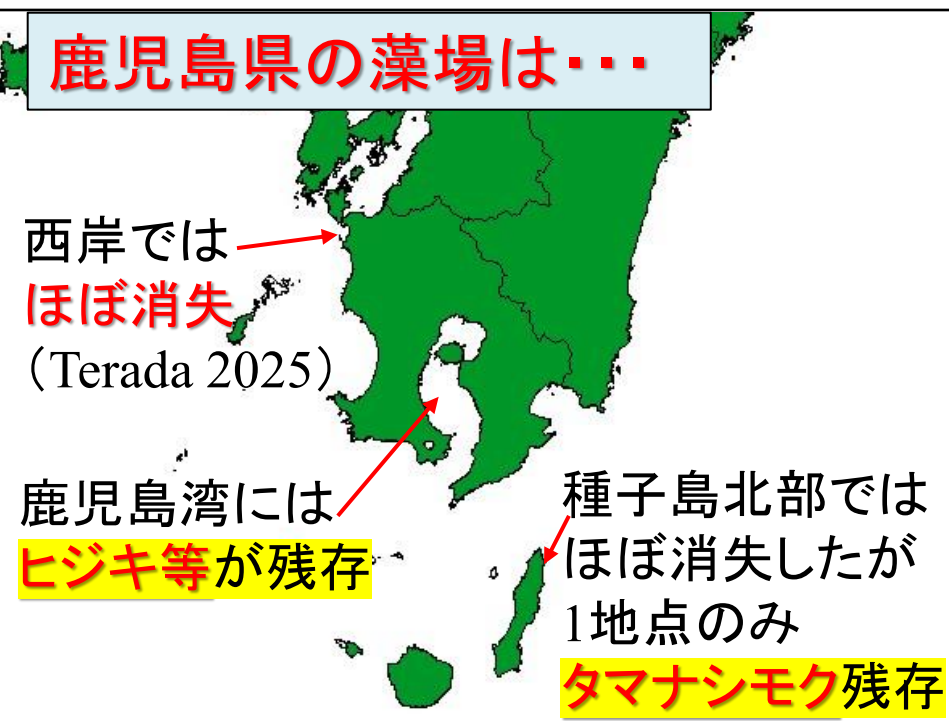 鹿児島県の藻場は・・・
西岸では
ほぼ消失
（Terada 2025）
鹿児島湾には
ヒジキ等が残存
種子島北部では
ほぼ消失したが
1地点のみ
タマナシモク残存